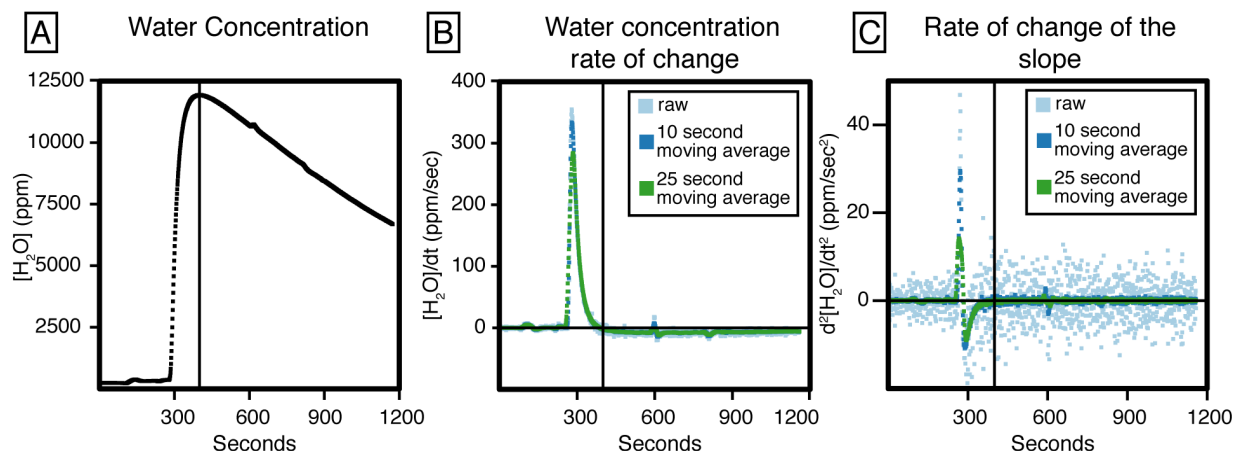 A
Water Concentration
[H₂O] (ppm)
12500
10000
7500
5000
2500
300
600
900
1200
Seconds
B
Water concentration
rate of change
[H₂O]/dt (ppm/sec)
400
300
200
100
0
raw
10 second
moving average
25 second
moving average
300
600
900
1200
Seconds
C
Rate of change of the
slope
d²[H₂O]/dt² (ppm/sec²)
40
20
0
raw
10 second
moving average
25 second
moving average
300
600
900
1200
Seconds